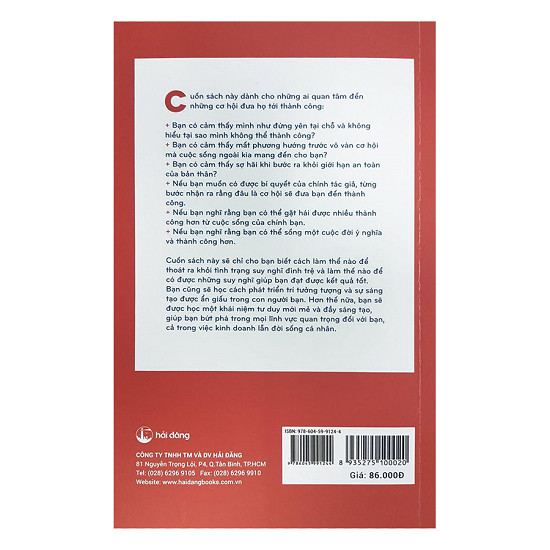 Cuốn sách này dành cho những ai quan tâm đến
những cơ hội đưa họ tới thành công:
+ Bạn có cảm thấy mình như đứng yên tại chỗ và không
hiểu tại sao mình không thể thành công?
+ Bạn có cảm thấy mất phương hướng trước vô vàn cơ hội
mà cuộc sống ngoài kia mang đến cho bạn?
+ Bạn có cảm thấy sợ hãi khi bước ra khỏi giới hạn an toàn
của bản thân?
+ Nếu bạn muốn có được bí quyết của chính tác giả, từng
bước nhận ra rằng đâu là cơ hội sẽ đưa bạn đến thành
công.
+ Nếu bạn nghĩ rằng bạn có thể gặt hái được nhiều thành
công hơn từ cuộc sống của chính bạn.
+ Nếu bạn nghĩ rằng bạn có thể sống một cuộc đời ý nghĩa
và thành công hơn.
Cuốn sách này sẽ chỉ cho bạn biết cách làm thế nào để
thoát ra khỏi tình trạng suy nghĩ đình trệ và làm thế nào để
có được những suy nghĩ giúp bạn đạt được kết quả tốt.
Bạn cũng sẽ học cách phát triển trí tưởng tượng và sự sáng
tạo được ẩn giấu trong con người bạn. Hơn thế nữa, bạn sẽ
được học một khái niệm tư duy mới mẻ và đầy sáng tạo,
giúp bạn bứt phá trong mọi lĩnh vực quan trọng đối với bạn,
cả trong việc kinh doanh lẫn đời sống cá nhân.
hải đăng
CÔNG TY TNHH TM VÀ DV HẢI ĐĂNG
81 Nguyễn Trọng Lội, P4, Q.Tân Bình, TP.HCM
Tel: (028) 6296 9105 Fax: (028) 6296 9910
Website: www.haidangbooks.com.vn
ISBN: 978-604-59-9124-4
9 786045 991244
8 935275 100020
Giá: 86.000Đ